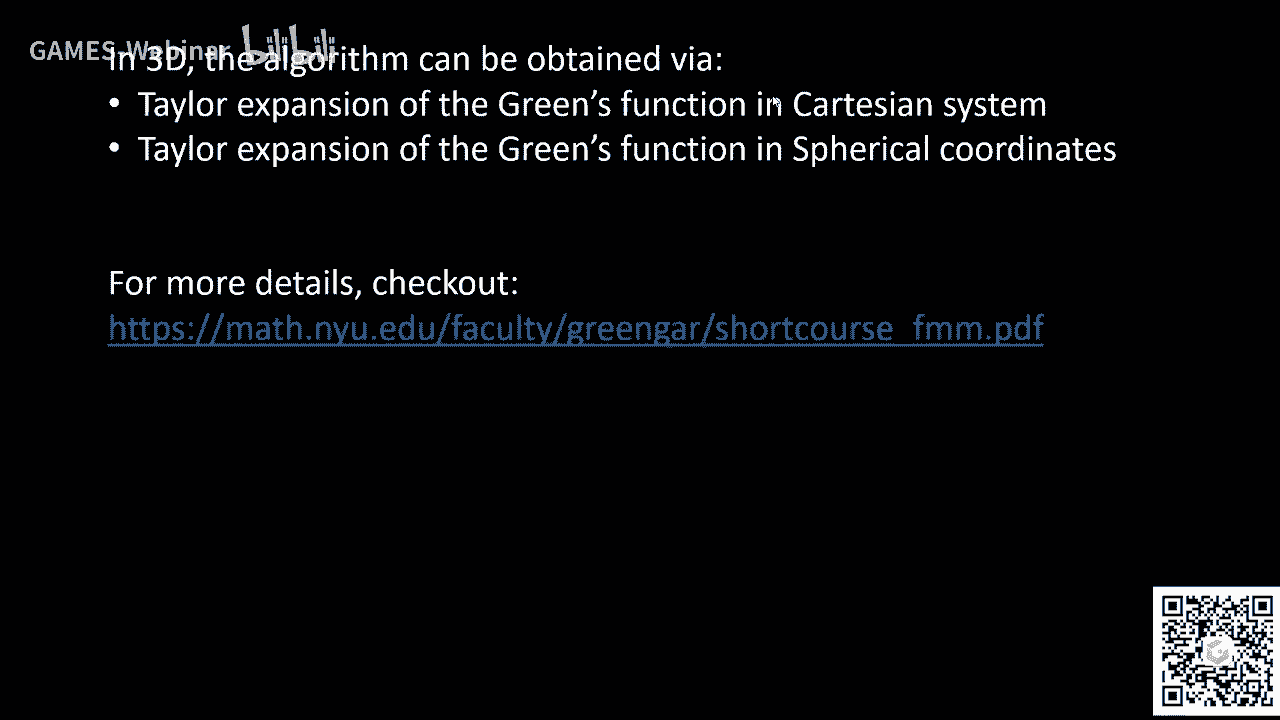 GAMES-Webinar bilibili
In 3D, the algorithm can be obtained via:
• Taylor expansion of the Green's function in Cartesian system
• Taylor expansion of the Green's function in Spherical coordinates
For more details, checkout:
https://math.nyu.edu/faculty/greengar/shortcourse_fmm.pdf